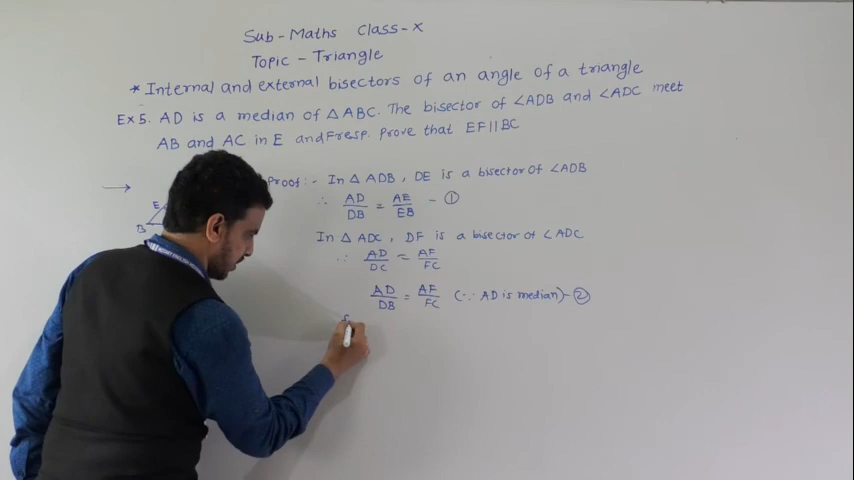 Sub-Maths Class-X
Topic - Triangle
* Internal and external bisectors of an angle of a triangle
Ex 5. AD is a median of △ABC. The bisector of ∠ADB and ∠ADC meet
AB and AC in E and F resp. Prove that EF||BC
→ Proof:- In △ ADB, DE is a bisector of ∠ADB
∴ AD/DB = AE/EB - ①
E
B
In △ ADC, DF is a bisector of ∠ADC
∵ AD/DC = AF/FC
AD/DB = AF/FC (∵ AD is median)-②